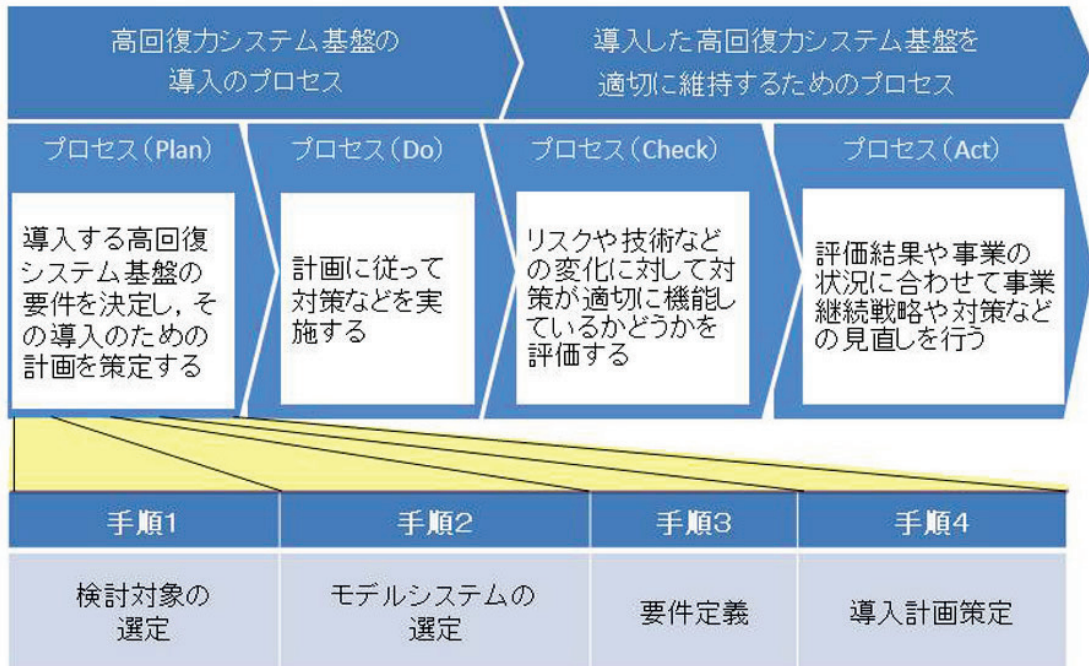 高回復力システム基盤の
導入のプロセス
導入した高回復力システム基盤を
適切に維持するためのプロセス
プロセス(Plan)
導入する高回復
システム基盤の
要件を決定し，そ
の導入のための
計画を策定する
プロセス(Do)
計画に従って
対策などを実
施する
プロセス(Check)
リスクや技術など
の変化に対して対
策が適切に機能し
ているかどうかを
評価する
プロセス(Act)
評価結果や事業の
状況に合わせて事業
継続戦略や対策など
の見直しを行う
手順1
手順2
手順3
手順4
検討対象の
選定
モデルシステムの
選定
要件定義
導入計画策定